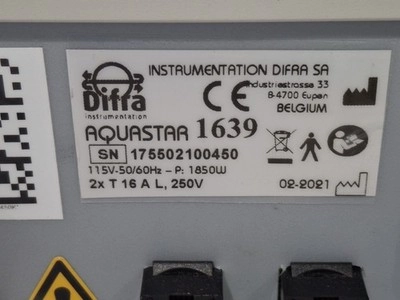 Difra
instrumentation
INSTRUMENTATION DIFRA SA
Industriestrasse 33
B-4700 Eupen
BELGIUM
CE
AQUASTAR 1639
SN 175502100450
115V-50/60Hz - P: 1850W
2x T 16 A L, 250V
02-2021